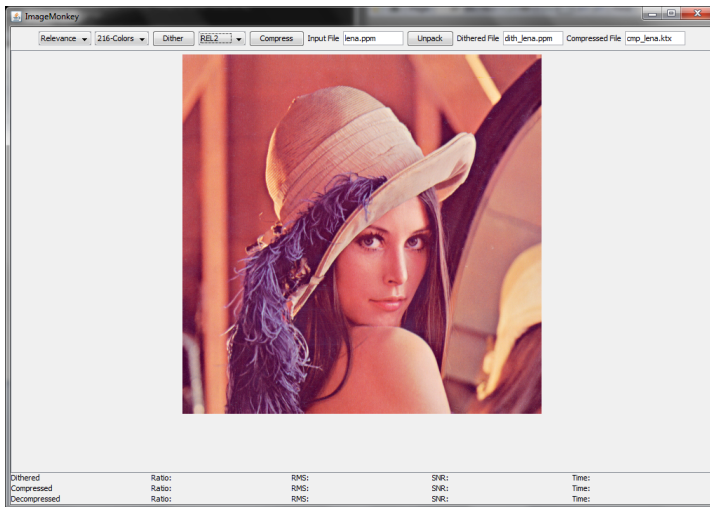 ImageMonkey
Relevance 216-Colors Dither REL2 Compress Input File lena.ppm Unpack Dithered File dith_lena.ppm Compressed File cmp_lena.ktx
Dithered Ratio: RMS: SNR: Time:
Compressed Ratio: RMS: SNR: Time:
Decompressed Ratio: RMS: SNR: Time: